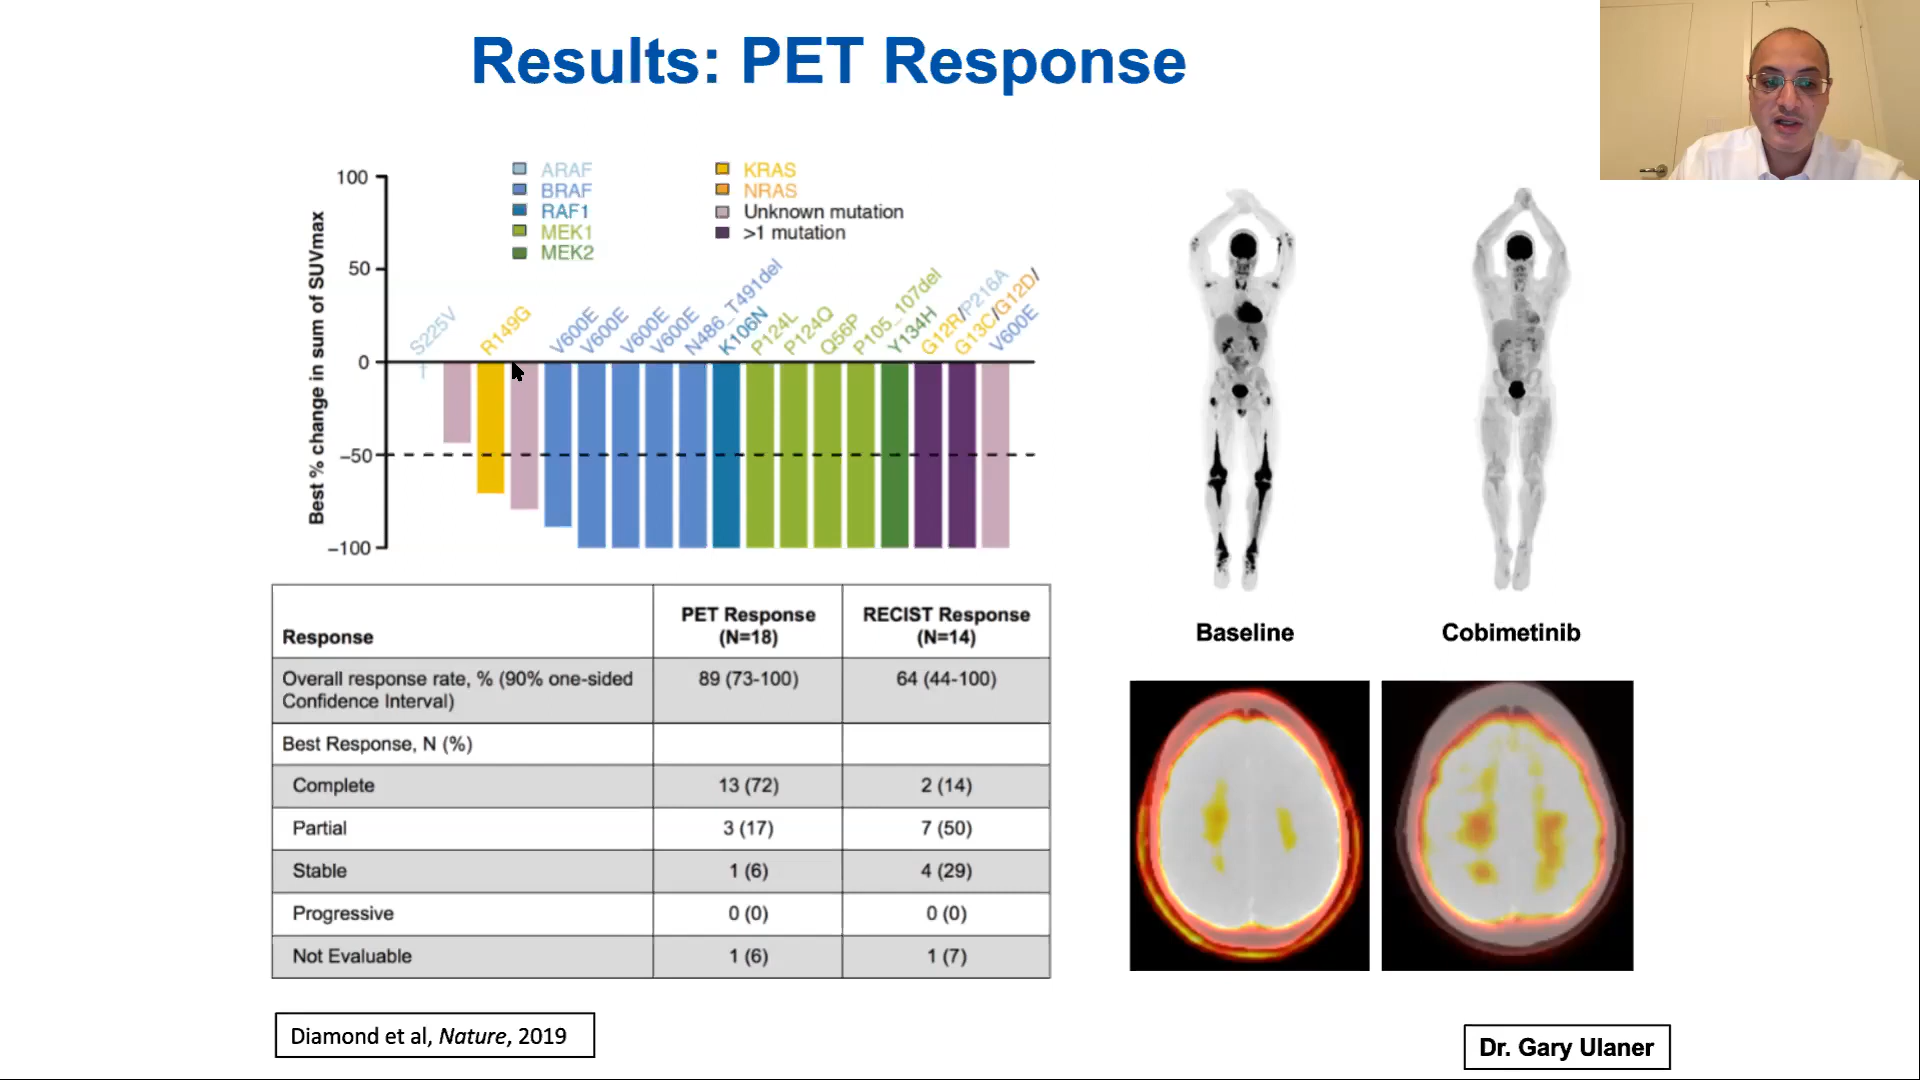 Results: PET Response
ARAF
BRAF
RAF1
MEK1
MEK2
KRAS
NRAS
Unknown mutation
>1 mutation
Best % change in sum of SUVmax
100
50
0
−50
−100
S225V
†
R149G
V600E
V600E
V600E
V600E
N486_T491del
K106N
P124L
P124Q
Q56P
P105_107del
Y134H
G12R/P216A
G13C/G12D/
V600E
Response
PET Response
(N=18)
RECIST Response
(N=14)
Overall response rate, % (90% one-sided
Confidence Interval)
89 (73-100)
64 (44-100)
Best Response, N (%)
Complete
13 (72)
2 (14)
Partial
3 (17)
7 (50)
Stable
1 (6)
4 (29)
Progressive
0 (0)
0 (0)
Not Evaluable
1 (6)
1 (7)
Baseline
Cobimetinib
Diamond et al, Nature, 2019
Dr. Gary Ulaner